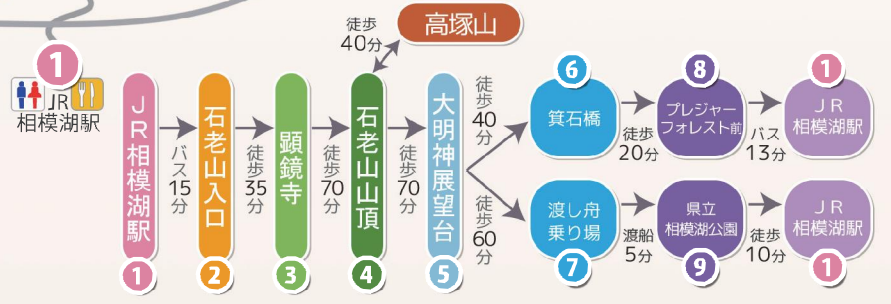 1
JR
相模湖駅
JR相模湖駅
1
バス15分
石老山入口
2
徒歩35分
顕鏡寺
3
徒歩70分
石老山山頂
4
徒歩
40分
高塚山
徒歩70分
大明神展望台
5
徒歩40分
6
箕石橋
徒歩
20分
8
プレジャー
フォレスト前
バス
13分
1
JR
相模湖駅
徒歩60分
渡し舟
乗り場
7
渡船
5分
県立
相模湖公園
9
徒歩
10分
JR
相模湖駅
1